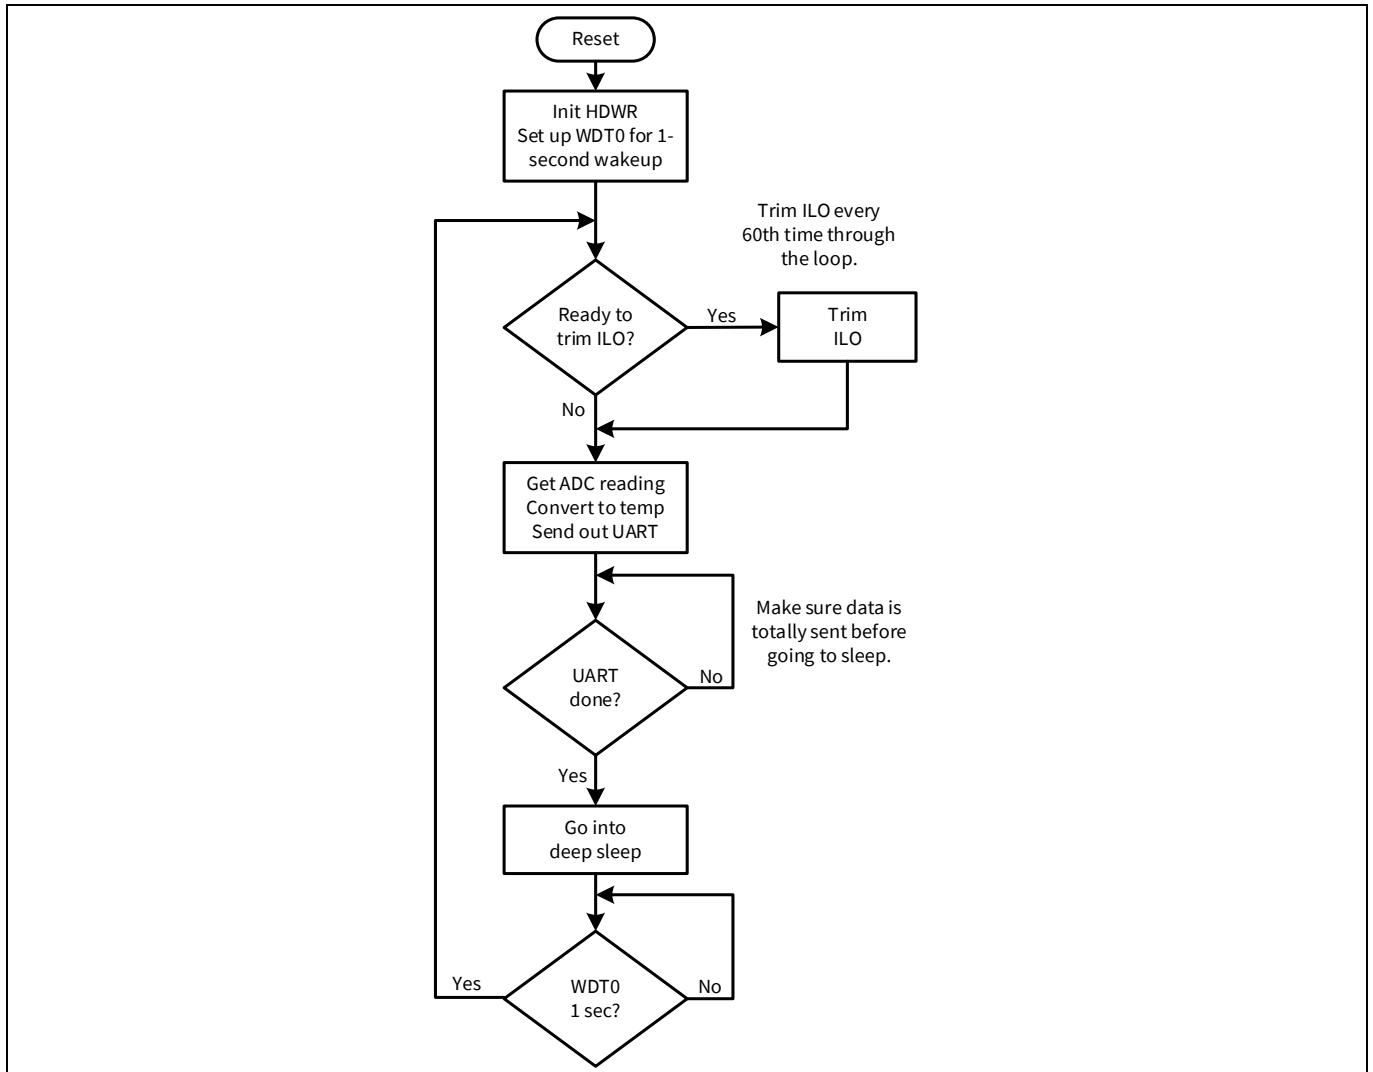 Reset
Init HDWR
Set up WDT0 for 1-
second wakeup
Trim ILO every
60th time through
the loop.
Ready to
trim ILO?
Yes
Trim
ILO
No
Get ADC reading
Convert to temp
Send out UART
Make sure data is
totally sent before
going to sleep.
UART
done?
No
Yes
Go into
deep sleep
Yes
WDT0
1 sec?
No